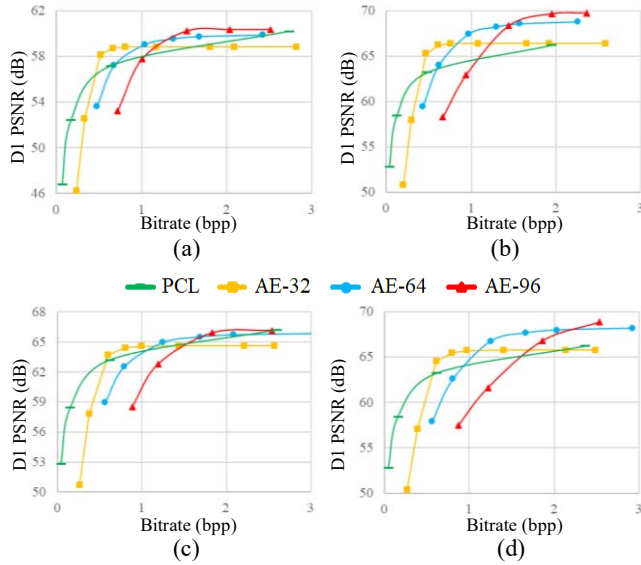 62
58
54
50
46
D1 PSNR (dB)
0
1
2
3
Bitrate (bpp)
(a)
70
65
60
55
50
D1 PSNR (dB)
0
1
2
3
Bitrate (bpp)
(b)
PCL AE-32 AE-64 AE-96
68
65
62
59
56
53
50
D1 PSNR (dB)
0
1
2
3
Bitrate (bpp)
(c)
70
65
60
55
50
D1 PSNR (dB)
0
1
2
3
Bitrate (bpp)
(d)